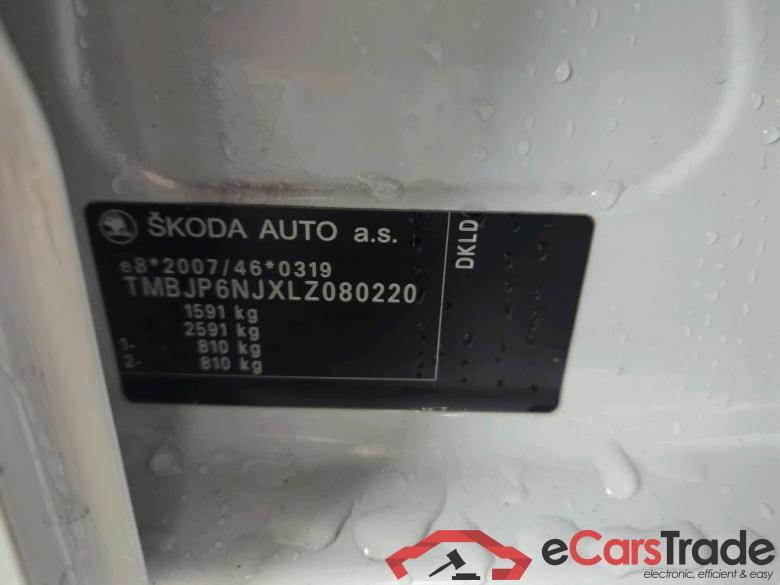 ŠKODA AUTO a.s.
e8*2007/46*0319
TMBJP6NJXLZ080220
1591 kg
2591 kg
1- 810 kg
2- 810 kg
DKLD
eCarsTrade
electronic, efficient & easy